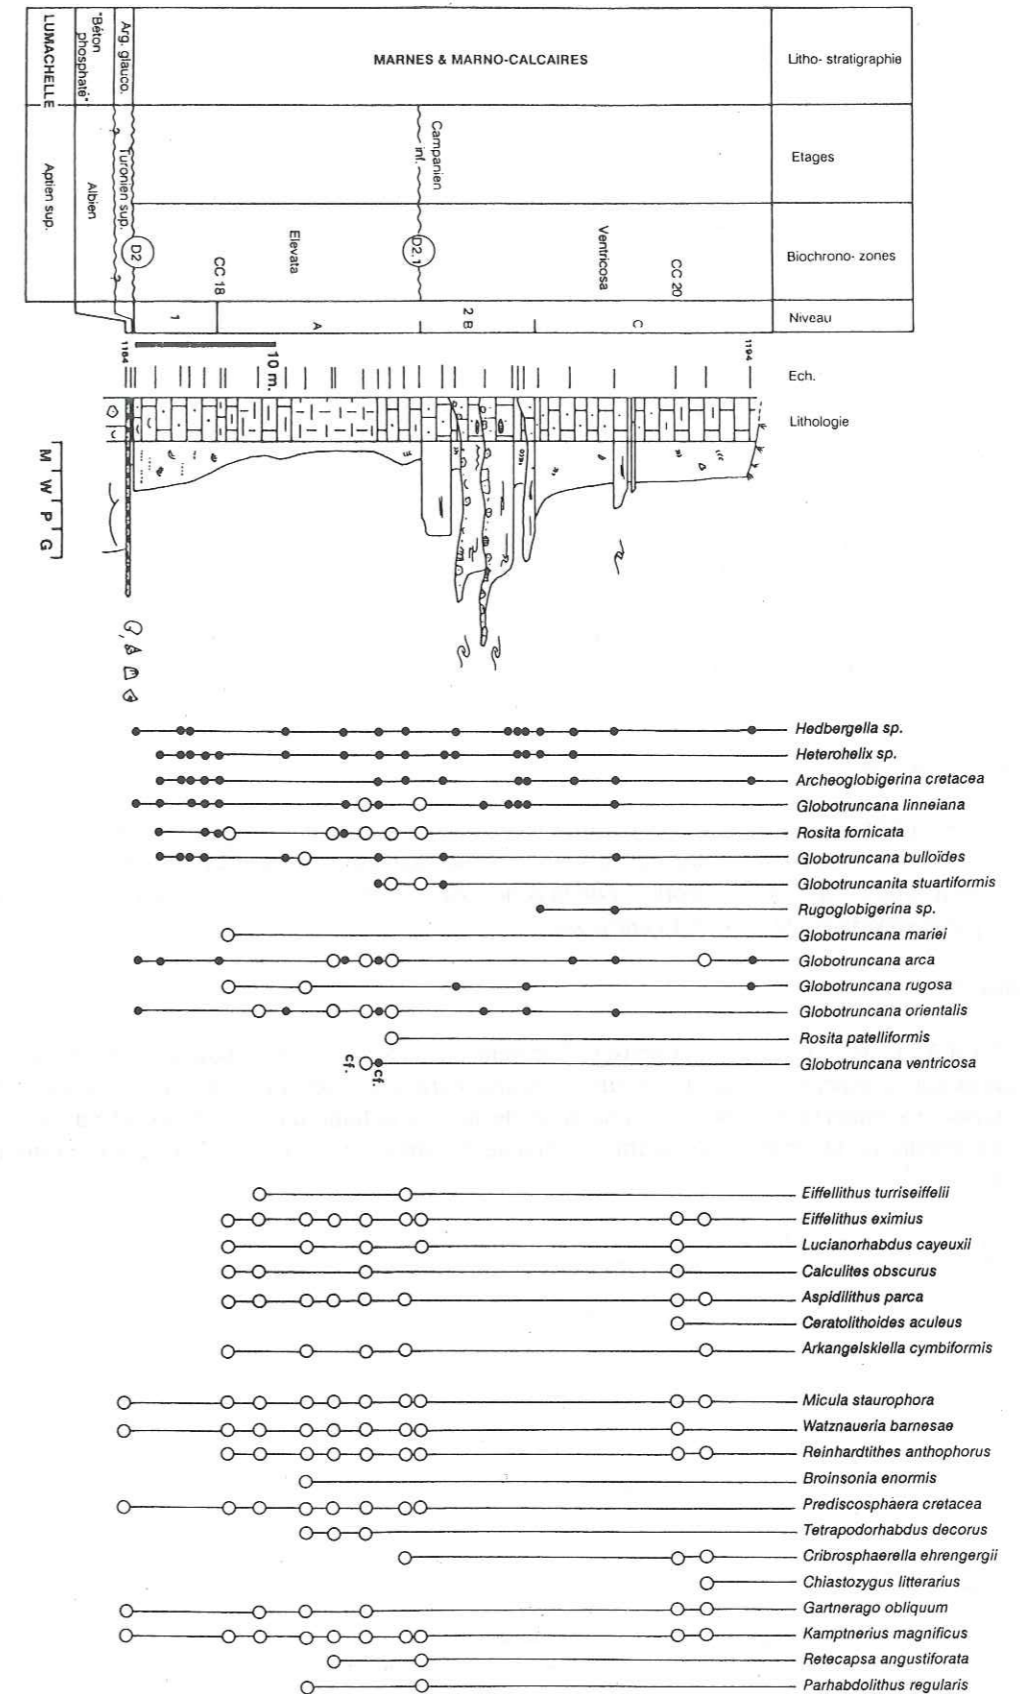 LUMACHELLE
"Béton
phosphaté"
Arg. glauco.
MARNES & MARNO-CALCAIRES
Litho- stratigraphie
Aptien sup.
Albien
?
Turonien sup.
?
Campanien
inf.
Etages
D2
CC 18
Elevata
D2.1
Ventricosa
CC 20
Biochrono- zones
1
A
2 B
C
Niveau
1184
10 m.
1194
Ech.
Lithologie
M W P G
Hedbergella sp.
Heterohelix sp.
Archeoglobigerina cretacea
Globotruncana linneiana
Rosita fornicata
Globotruncana bulloïdes
Globotruncanita stuartiformis
Rugoglobigerina sp.
Globotruncana mariei
Globotruncana arca
Globotruncana rugosa
Globotruncana orientalis
Rosita patelliformis
cf. cf. Globotruncana ventricosa
Eiffellithus turriseiffelii
Eiffelithus eximius
Lucianorhabdus cayeuxii
Calculites obscurus
Aspidilithus parca
Ceratolithoides aculeus
Arkangelskiella cymbiformis
Micula staurophora
Watznaueria barnesae
Reinhardtithes anthophorus
Broinsonia enormis
Prediscosphaera cretacea
Tetrapodorhabdus decorus
Cribrosphaerella ehrengergii
Chiastozygus litterarius
Gartnerago obliquum
Kamptnerius magnificus
Retecapsa angustiforata
Parhabdolithus regularis